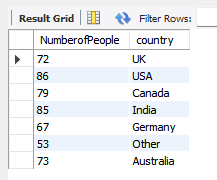 Result Grid Filter Rows:
NumberofPeople country
72 UK
86 USA
79 Canada
85 India
67 Germany
53 Other
73 Australia